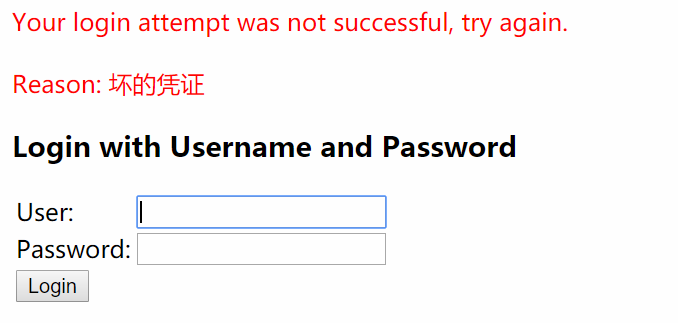 Your login attempt was not successful, try again.
Reason: 坏的凭证
Login with Username and Password
User:
Password:
Login